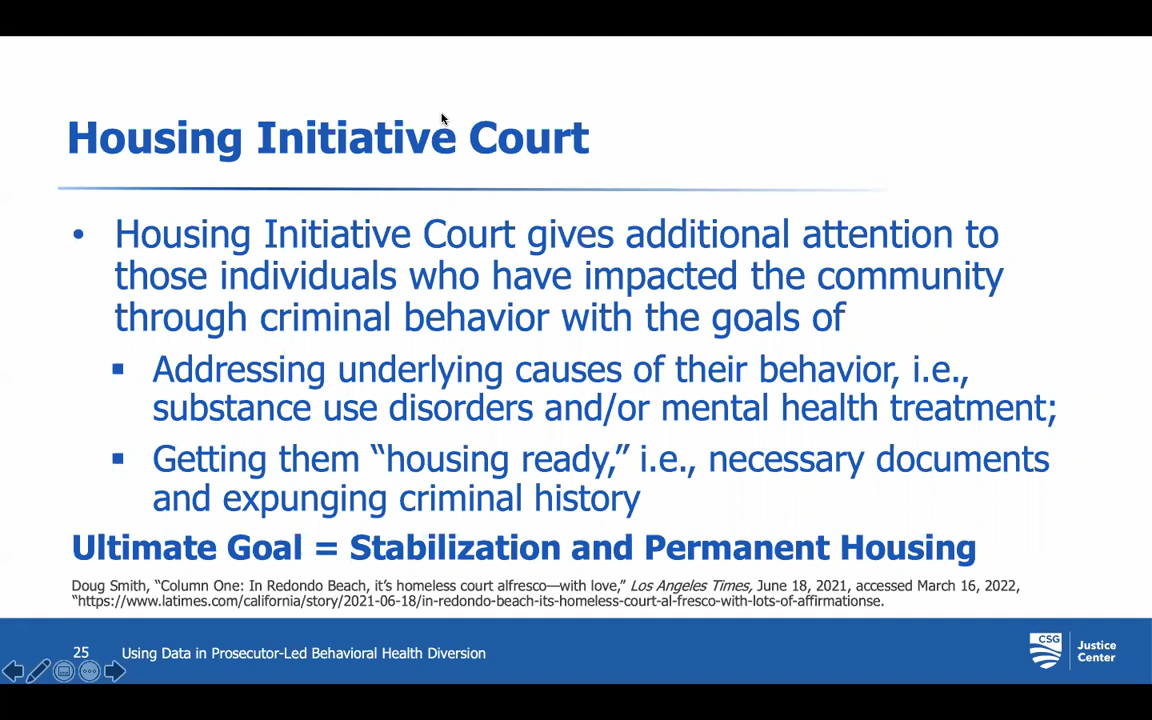 Housing Initiative Court
• Housing Initiative Court gives additional attention to
those individuals who have impacted the community
through criminal behavior with the goals of
▪ Addressing underlying causes of their behavior, i.e.,
substance use disorders and/or mental health treatment;
▪ Getting them “housing ready,” i.e., necessary documents
and expunging criminal history
Ultimate Goal = Stabilization and Permanent Housing
Doug Smith, “Column One: In Redondo Beach, it’s homeless court alfresco—with love,” Los Angeles Times, June 18, 2021, accessed March 16, 2022,
“https://www.latimes.com/california/story/2021-06-18/in-redondo-beach-its-homeless-court-al-fresco-with-lots-of-affirmationse.
25 Using Data in Prosecutor-Led Behavioral Health Diversion
CSG Justice
Center